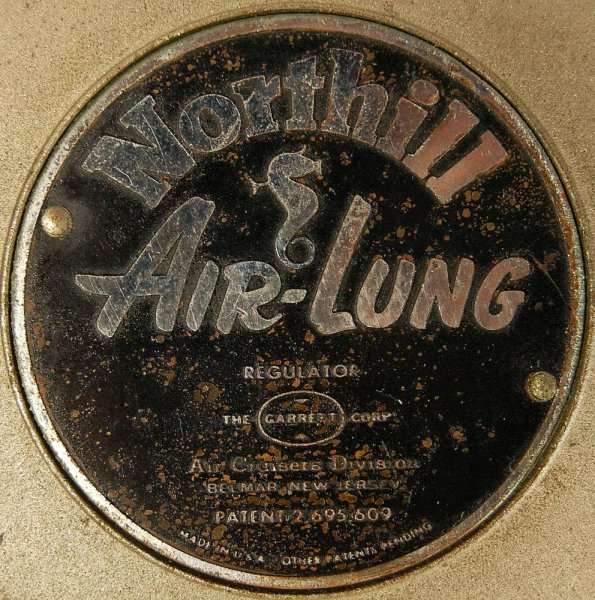 Northill
AIR-LUNG
REGULATOR
THE GARRETT CORP
Air Cruisers Division
BELMAR, NEW JERSEY
PATENT 2,695,609
MADE IN U.S.A. OTHER PATENTS PENDING